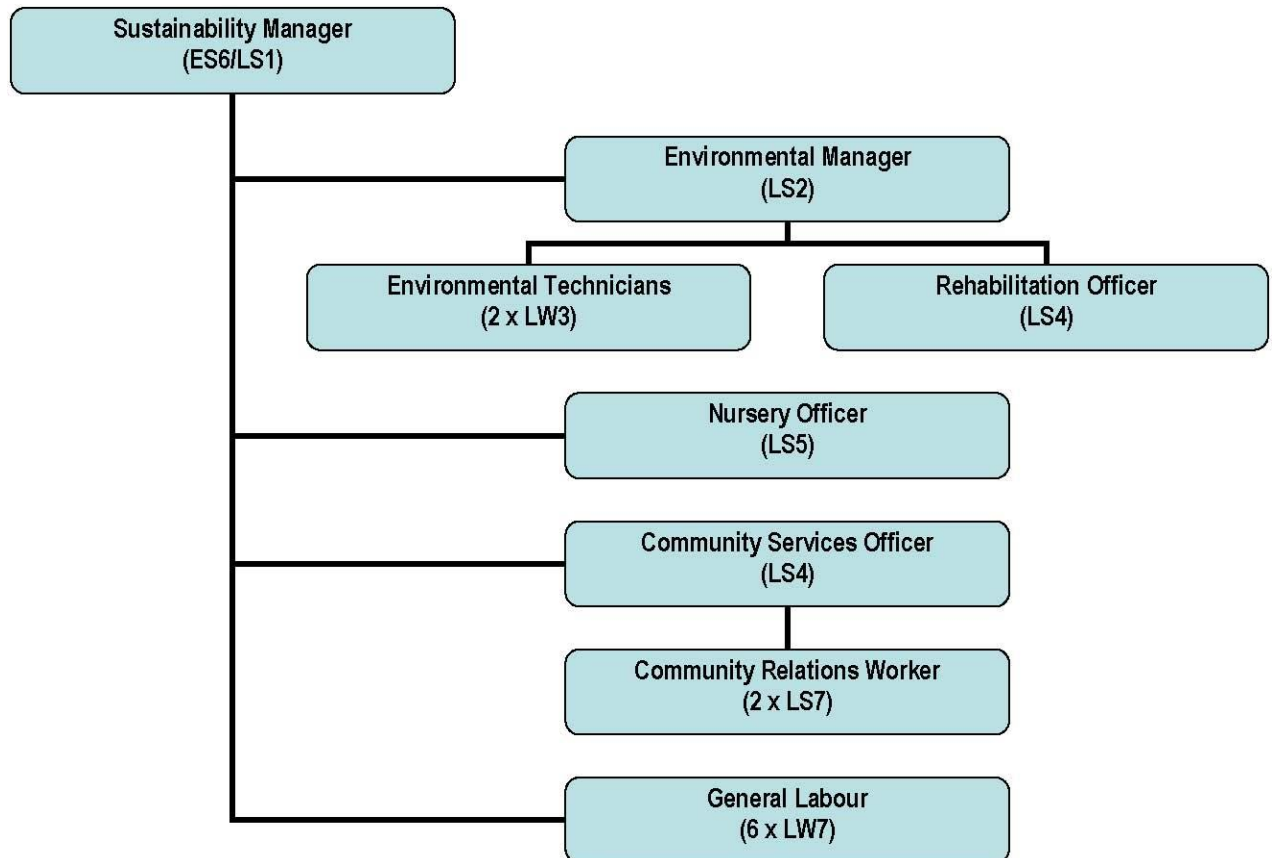 Sustainability Manager
(ES6/LS1)
Environmental Manager
(LS2)
Environmental Technicians
(2 x LW3)
Rehabilitation Officer
(LS4)
Nursery Officer
(LS5)
Community Services Officer
(LS4)
Community Relations Worker
(2 x LS7)
General Labour
(6 x LW7)